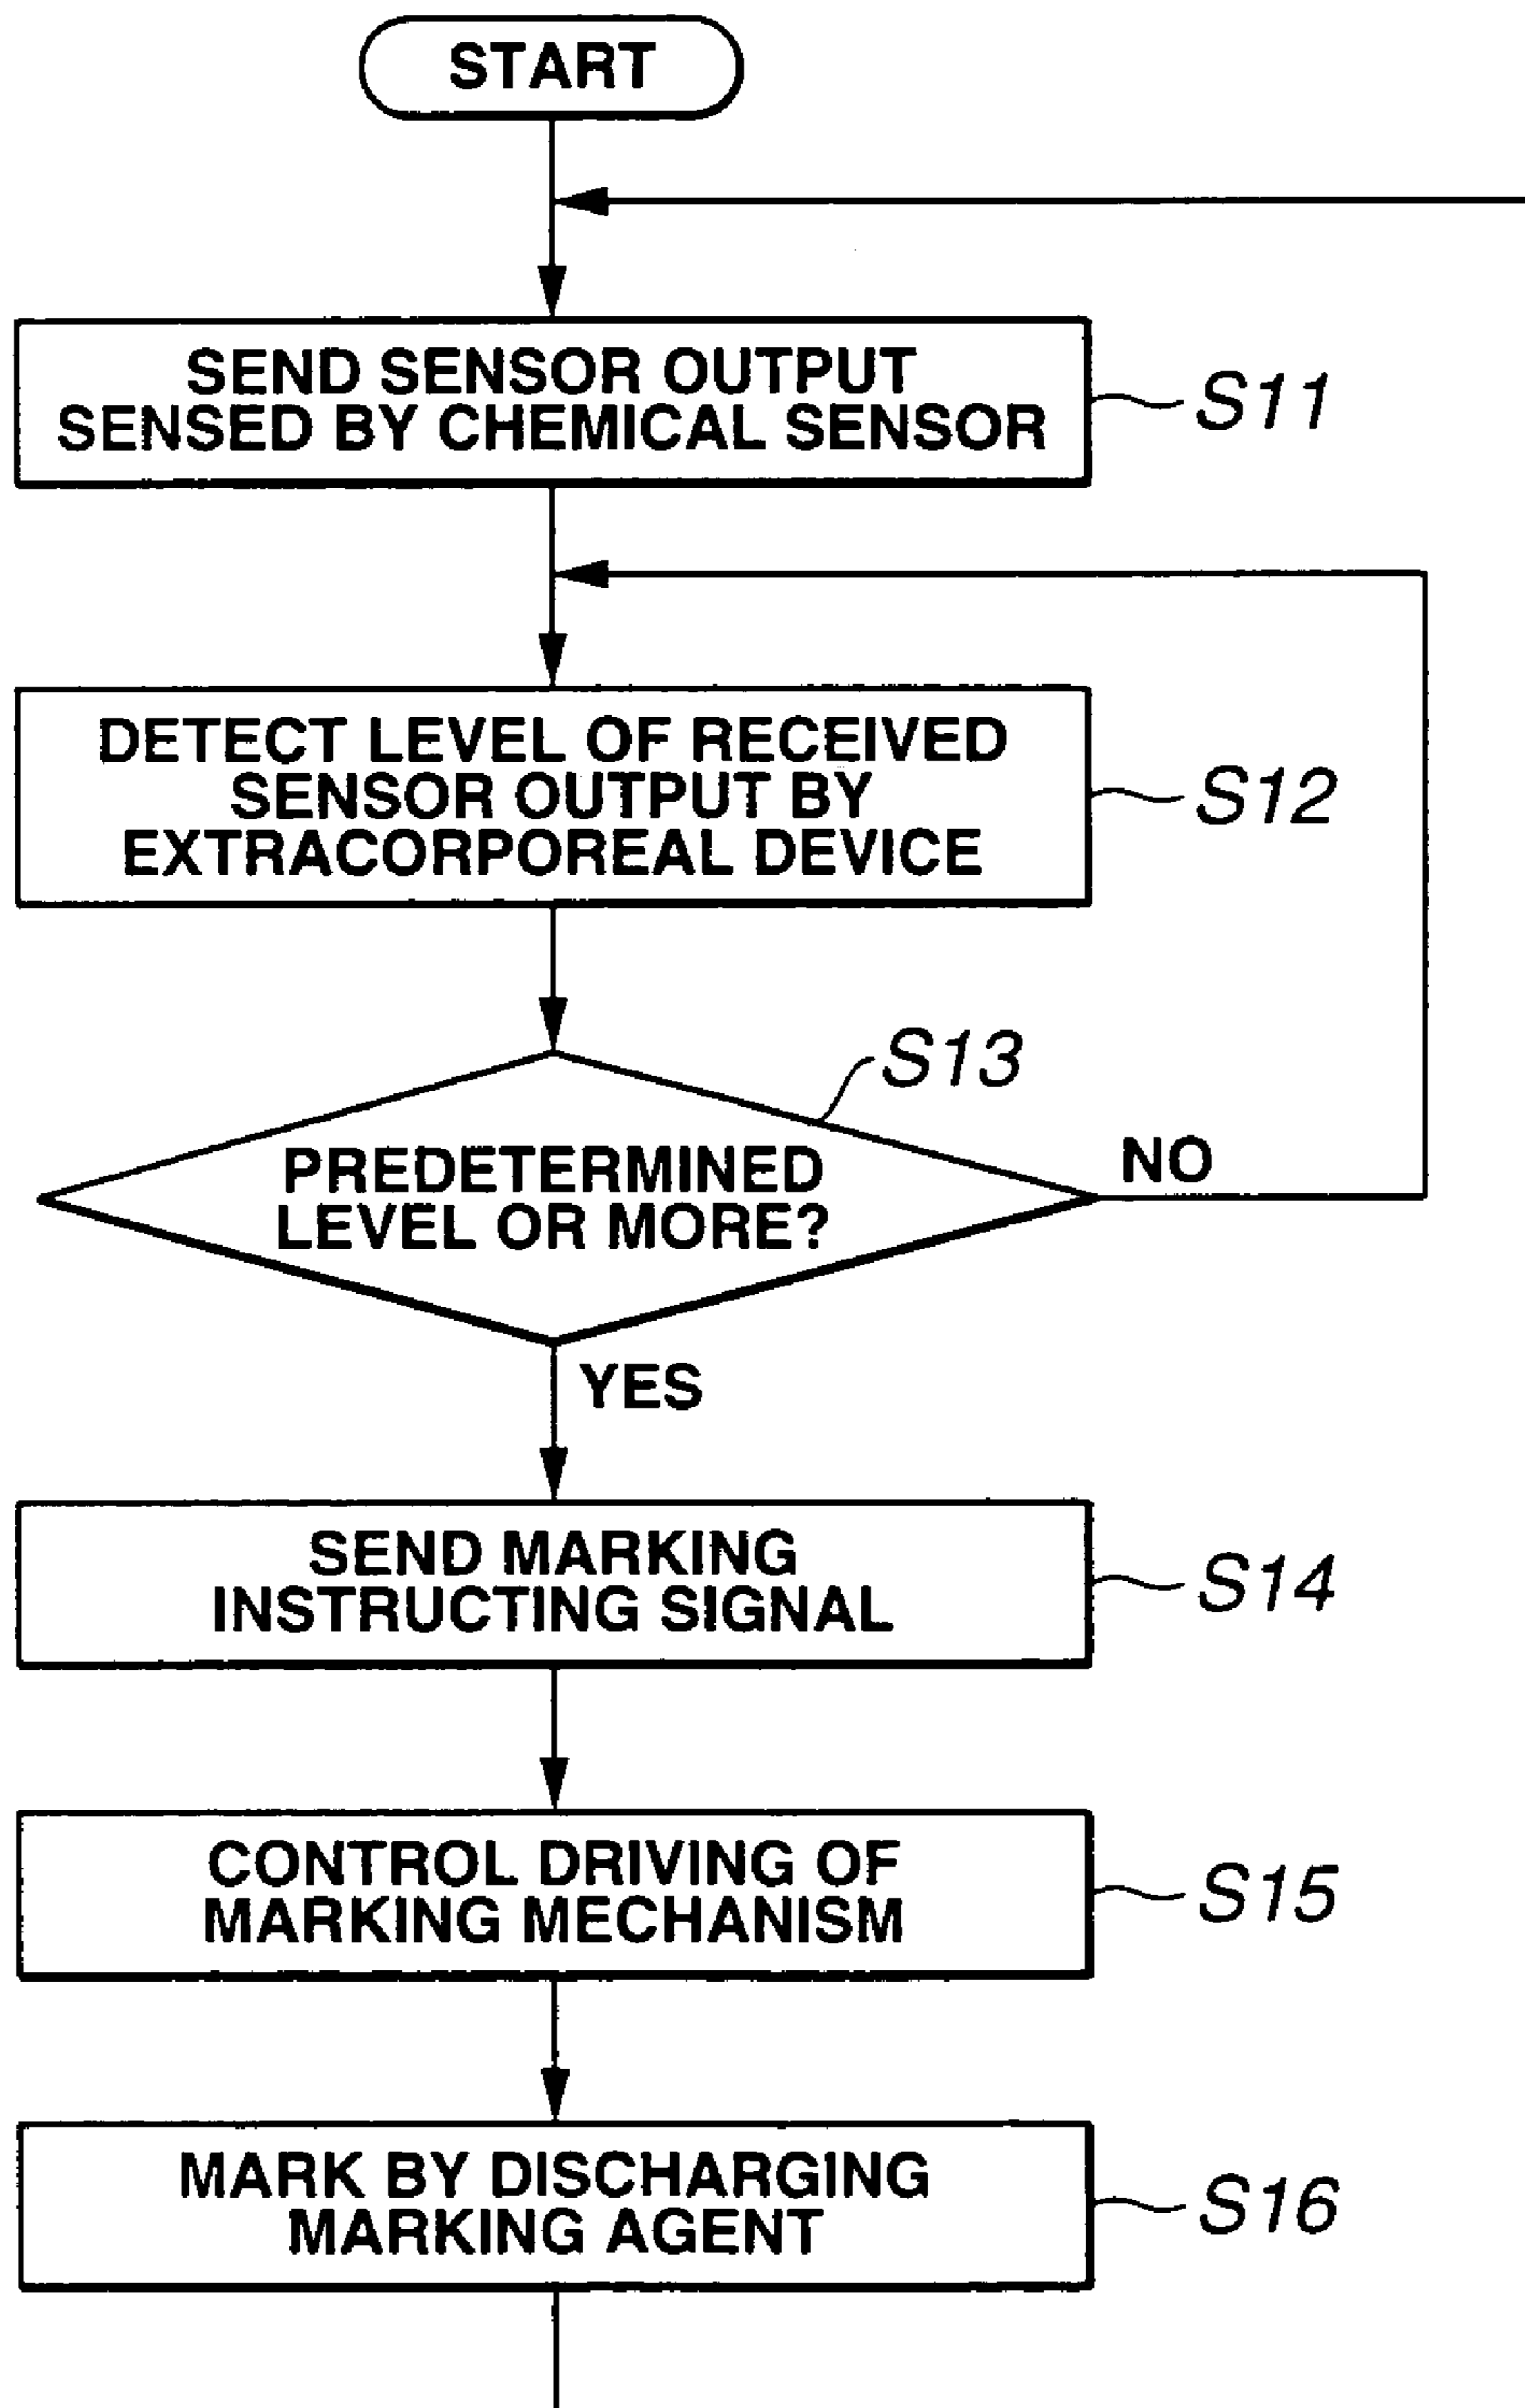 START
SEND SENSOR OUTPUT
SENSED BY CHEMICAL SENSOR
S11
DETECT LEVEL OF RECEIVED
SENSOR OUTPUT BY
EXTRACORPOREAL DEVICE
S12
S13
PREDETERMINED
LEVEL OR MORE?
NO
YES
SEND MARKING
INSTRUCTING SIGNAL
S14
CONTROL DRIVING OF
MARKING MECHANISM
S15
MARK BY DISCHARGING
MARKING AGENT
S16